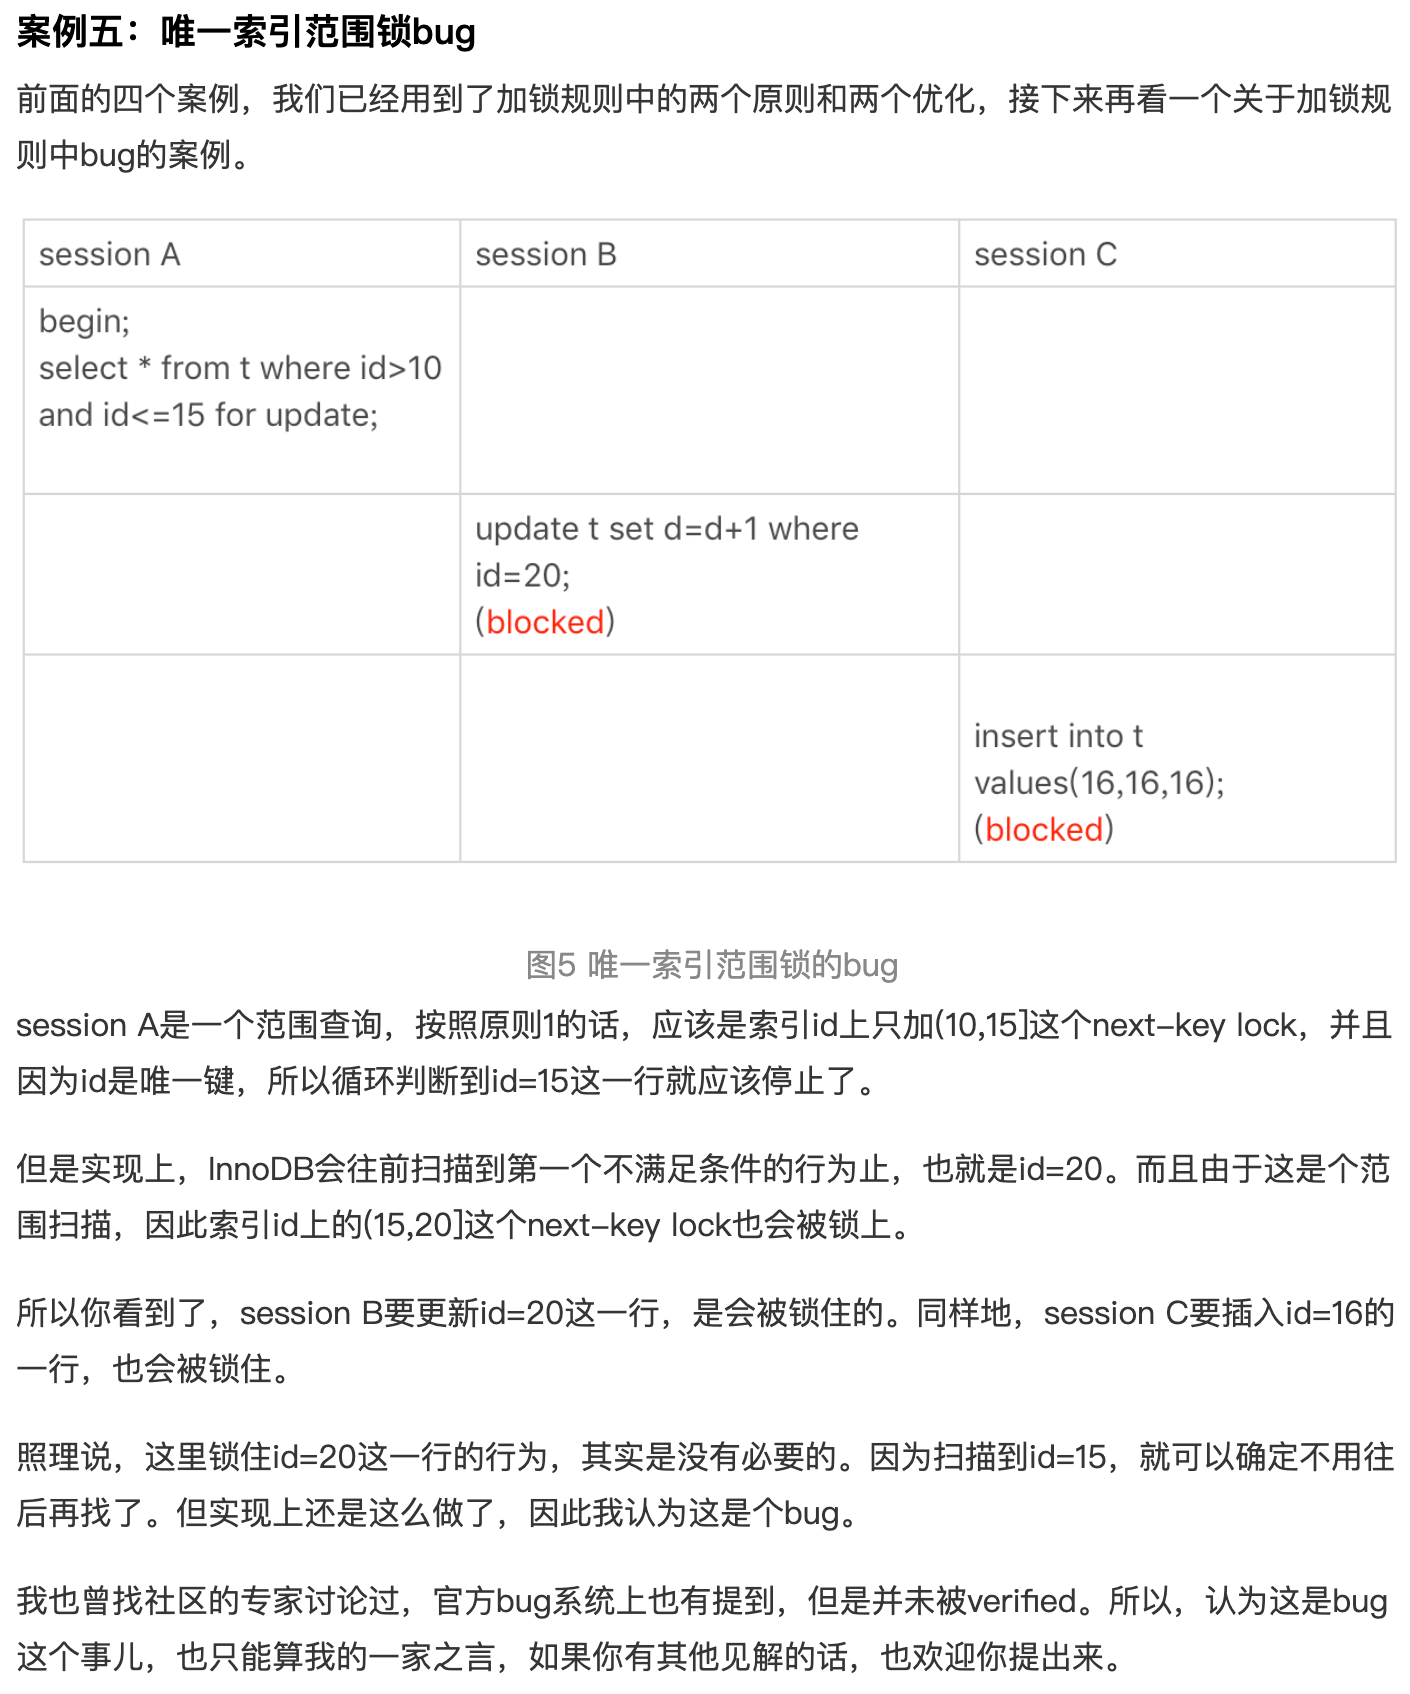 案例五：唯一索引范围锁bug
前面的四个案例，我们已经用到了加锁规则中的两个原则和两个优化，接下来再看一个关于加锁规
则中bug的案例。
session A
session B
session C
begin;
select * from t where id>10
and id<=15 for update;
update t set d=d+1 where
id=20;
(blocked)
insert into t
values(16,16,16);
(blocked)
图5 唯一索引范围锁的bug
session A是一个范围查询，按照原则1的话，应该是索引id上只加(10,15]这个next-key lock，并且
因为id是唯一键，所以循环判断到id=15这一行就应该停止了。
但是实现上，InnoDB会往前扫描到第一个不满足条件的行为止，也就是id=20。而且由于这是个范
围扫描，因此索引id上的(15,20]这个next-key lock也会被锁上。
所以你看到了，session B要更新id=20这一行，是会被锁住的。同样地，session C要插入id=16的
一行，也会被锁住。
照理说，这里锁住id=20这一行的行为，其实是没有必要的。因为扫描到id=15，就可以确定不用往
后再找了。但实现上还是这么做了，因此我认为这是个bug。
我也曾找社区的专家讨论过，官方bug系统上也有提到，但是并未被verified。所以，认为这是bug
这个事儿，也只能算我的一家之言，如果你有其他见解的话，也欢迎你提出来。